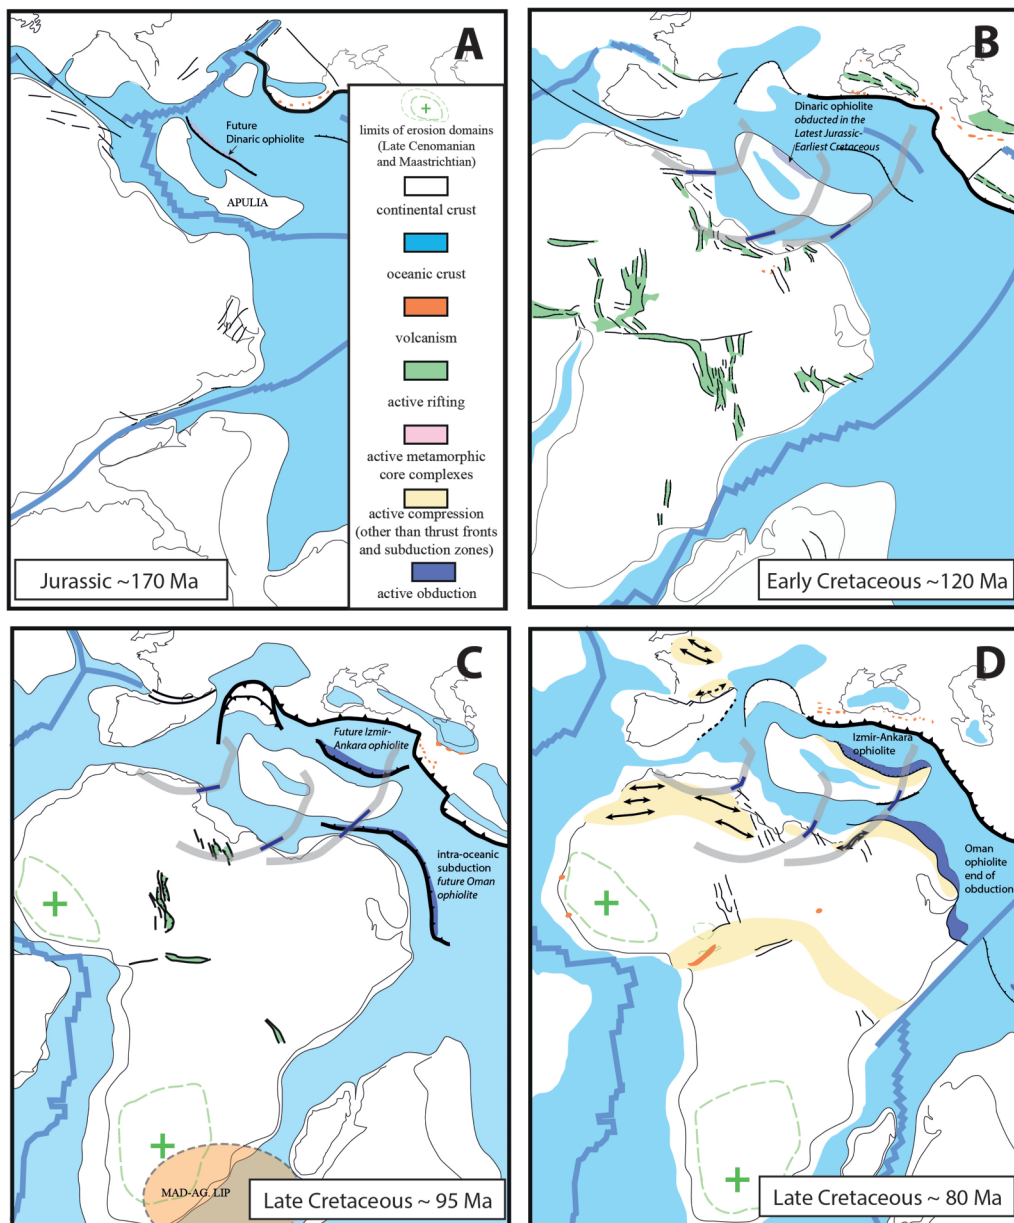 A
Future
Dinaric ophiolite
APULIA
limits of erosion domains
(Late Cenomanian
and Maastrichtian)
continental crust
oceanic crust
volcanism
active rifting
active metamorphic
core complexes
active compression
(other than thrust fronts
and subduction zones)
active obduction
Jurassic ~170 Ma
B
Dinaric ophiolite
obducted in the
Latest Jurassic-
Earliest Cretaceous
Early Cretaceous ~120 Ma
C
Future Izmir-
Ankara ophiolite
intra-oceanic
subduction
future Oman
ophiolite
MAD-AG. LIP
Late Cretaceous ~ 95 Ma
D
Izmir-Ankara
ophiolite
Oman
ophiolite
end of
obduction
Late Cretaceous ~ 80 Ma